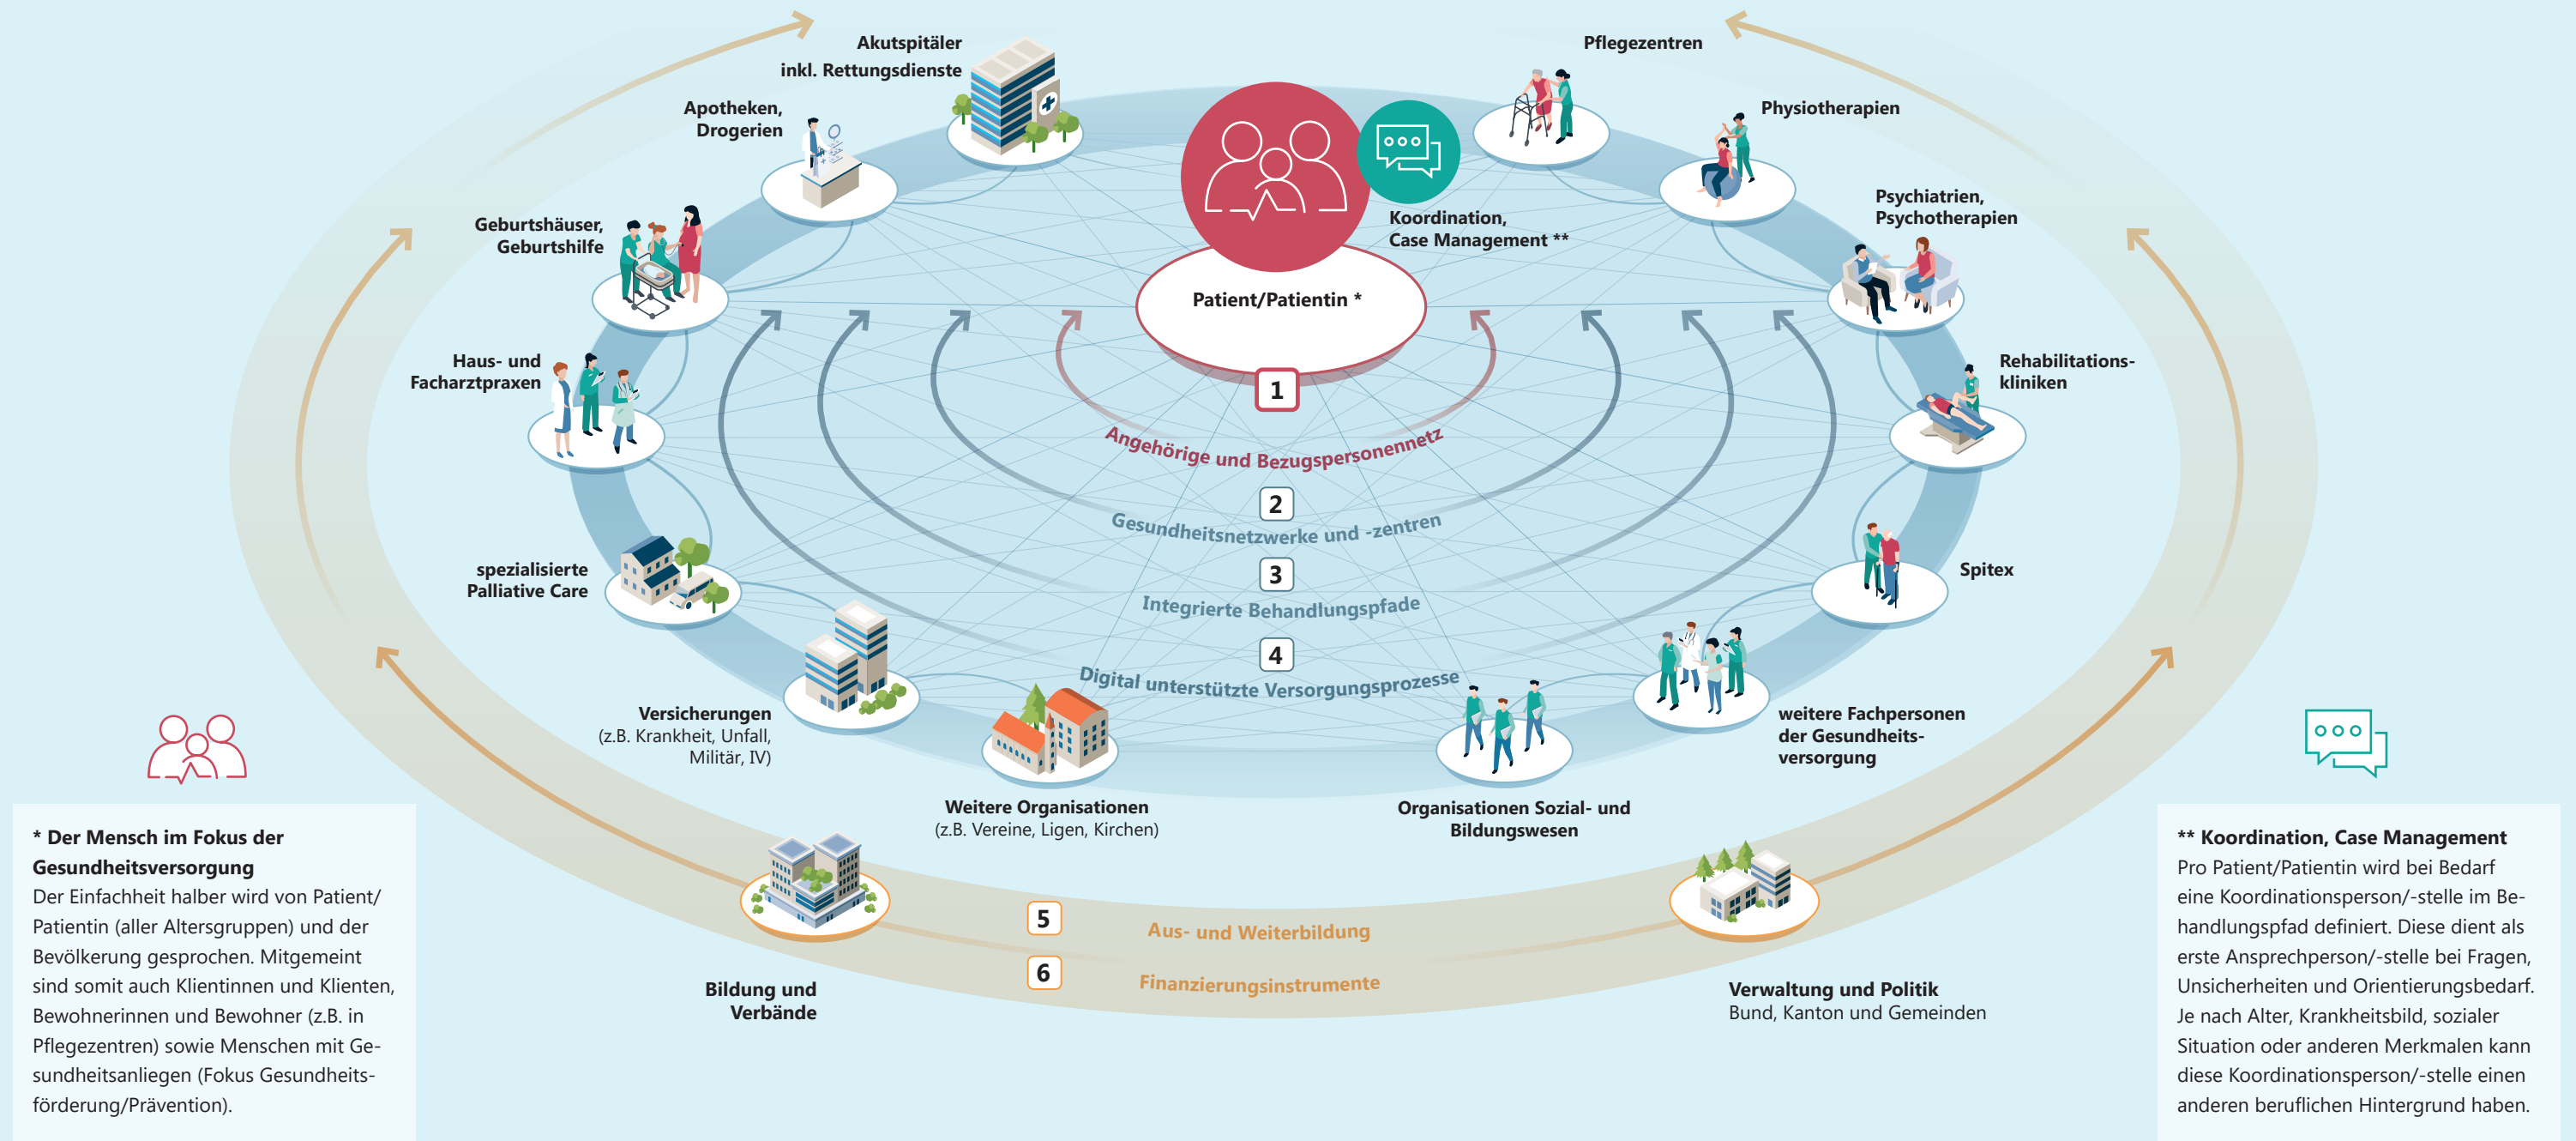 Akutspitäler
inkl. Rettungsdienste
Pflegezentren
Apotheken,
Drogerien
Physiotherapien
Geburtshäuser,
Geburtshilfe
Koordination,
Case Management **
Psychiatrien,
Psychotherapien
Patient/Patientin *
Haus- und
Facharztpraxen
Rehabilitations-
kliniken
1
Angehörige und Bezugspersonennetz
2
Gesundheitsnetzwerke und -zentren
3
Integrierte Behandlungspfade
4
Digital unterstützte Versorgungsprozesse
spezialisierte
Palliative Care
Spitex
Versicherungen
(z.B. Krankheit, Unfall,
Militär, IV)
weitere Fachpersonen
der Gesundheits-
versorgung
Weitere Organisationen
(z.B. Vereine, Ligen, Kirchen)
Organisationen Sozial- und
Bildungswesen
5
Aus- und Weiterbildung
6
Finanzierungsinstrumente
Bildung und
Verbände
Verwaltung und Politik
Bund, Kanton und Gemeinden
* Der Mensch im Fokus der
Gesundheitsversorgung
Der Einfachheit halber wird von Patient/
Patientin (aller Altersgruppen) und der
Bevölkerung gesprochen. Mitgemeint
sind somit auch Klientinnen und Klienten,
Bewohnerinnen und Bewohner (z.B. in
Pflegezentren) sowie Menschen mit Ge-
sundheitsanliegen (Fokus Gesundheits-
förderung/Prävention).
** Koordination, Case Management
Pro Patient/Patientin wird bei Bedarf
eine Koordinationsperson/-stelle im Be-
handlungspfad definiert. Diese dient als
erste Ansprechperson/-stelle bei Fragen,
Unsicherheiten und Orientierungsbedarf.
Je nach Alter, Krankheitsbild, sozialer
Situation oder anderen Merkmalen kann
diese Koordinationsperson/-stelle einen
anderen beruflichen Hintergrund haben.